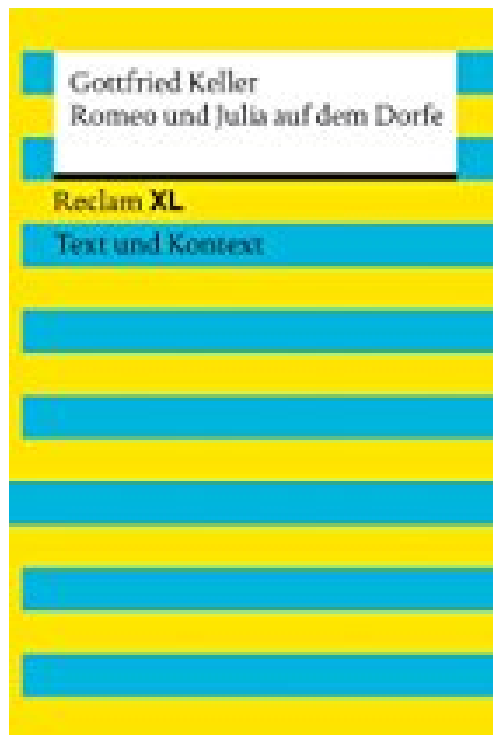 Gottfried Keller
Romeo und Julia auf dem Dorfe
Reclam XL
Text und Kontext